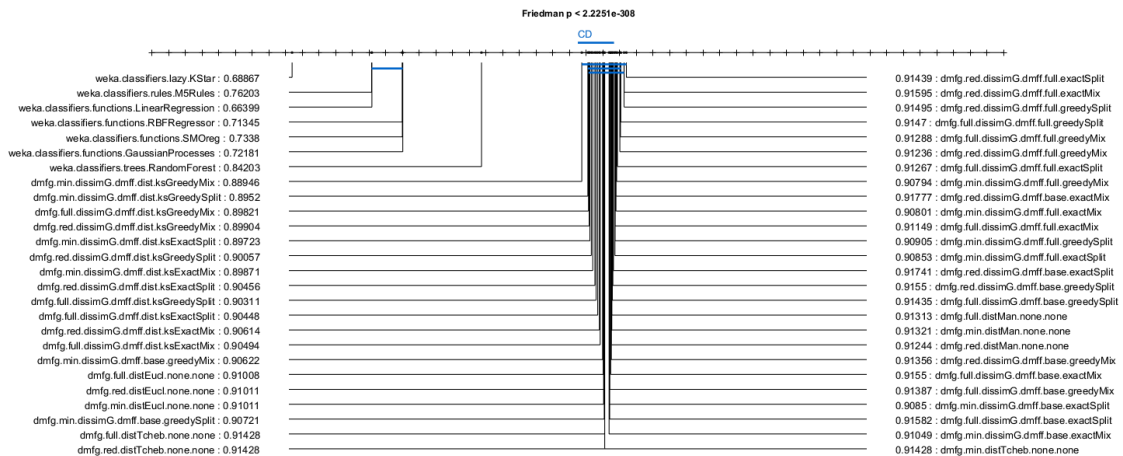 Friedman p < 2.2251e-308
CD
weka.classifiers.lazy.KStar : 0.68867
weka.classifiers.rules.M5Rules : 0.76203
weka.classifiers.functions.LinearRegression : 0.66399
weka.classifiers.functions.RBFRegressor : 0.71345
weka.classifiers.functions.SMOreg : 0.7338
weka.classifiers.functions.GaussianProcesses : 0.72181
weka.classifiers.trees.RandomForest : 0.84203
dmfg.min.dissimG.dmff.dist.ksGreedyMix : 0.88946
dmfg.min.dissimG.dmff.dist.ksGreedySplit : 0.8952
dmfg.full.dissimG.dmff.dist.ksGreedyMix : 0.89821
dmfg.red.dissimG.dmff.dist.ksGreedyMix : 0.89904
dmfg.min.dissimG.dmff.dist.ksExactSplit : 0.89723
dmfg.red.dissimG.dmff.dist.ksGreedySplit : 0.90057
dmfg.min.dissimG.dmff.dist.ksExactMix : 0.89871
dmfg.red.dissimG.dmff.dist.ksExactSplit : 0.90456
dmfg.full.dissimG.dmff.dist.ksGreedySplit : 0.90311
dmfg.full.dissimG.dmff.dist.ksExactSplit : 0.90448
dmfg.red.dissimG.dmff.dist.ksExactMix : 0.90614
dmfg.full.dissimG.dmff.dist.ksExactMix : 0.90494
dmfg.min.dissimG.dmff.base.greedyMix : 0.90622
dmfg.full.distEucl.none.none : 0.91008
dmfg.red.distEucl.none.none : 0.91011
dmfg.min.distEucl.none.none : 0.91011
dmfg.min.dissimG.dmff.base.greedySplit : 0.90721
dmfg.full.distTcheb.none.none : 0.91428
dmfg.red.distTcheb.none.none : 0.91428
0.91439 : dmfg.red.dissimG.dmff.full.exactSplit
0.91595 : dmfg.red.dissimG.dmff.full.exactMix
0.91495 : dmfg.red.dissimG.dmff.full.greedySplit
0.9147 : dmfg.full.dissimG.dmff.full.greedySplit
0.91288 : dmfg.full.dissimG.dmff.full.greedyMix
0.91236 : dmfg.red.dissimG.dmff.full.greedyMix
0.91267 : dmfg.full.dissimG.dmff.full.exactSplit
0.90794 : dmfg.min.dissimG.dmff.full.greedyMix
0.91777 : dmfg.red.dissimG.dmff.base.exactMix
0.90801 : dmfg.min.dissimG.dmff.full.exactMix
0.91149 : dmfg.full.dissimG.dmff.full.exactMix
0.90905 : dmfg.min.dissimG.dmff.full.greedySplit
0.90853 : dmfg.min.dissimG.dmff.full.exactSplit
0.91741 : dmfg.red.dissimG.dmff.base.exactSplit
0.9155 : dmfg.red.dissimG.dmff.base.greedySplit
0.91435 : dmfg.full.dissimG.dmff.base.greedySplit
0.91313 : dmfg.full.distMan.none.none
0.91321 : dmfg.min.distMan.none.none
0.91244 : dmfg.red.distMan.none.none
0.91356 : dmfg.red.dissimG.dmff.base.greedyMix
0.9155 : dmfg.full.dissimG.dmff.base.exactMix
0.91387 : dmfg.full.dissimG.dmff.base.greedyMix
0.9085 : dmfg.min.dissimG.dmff.base.exactSplit
0.91582 : dmfg.full.dissimG.dmff.base.exactSplit
0.91049 : dmfg.min.dissimG.dmff.base.exactMix
0.91428 : dmfg.min.distTcheb.none.none